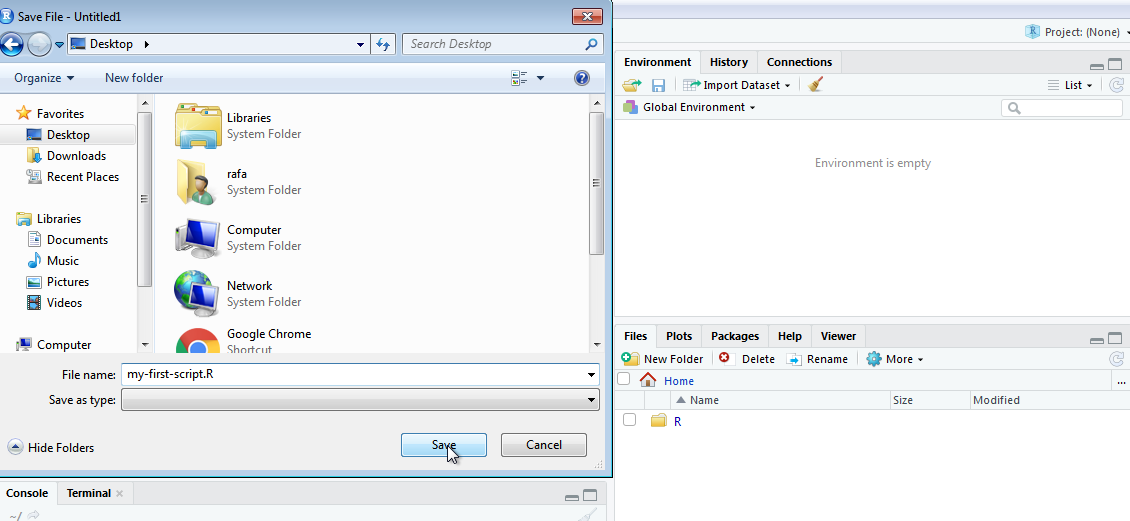 Save File - Untitled1
Desktop
Search Desktop
Organize
New folder
Favorites
Desktop
Downloads
Recent Places
Libraries
Documents
Music
Pictures
Videos
Computer
Libraries
System Folder
rafa
System Folder
Computer
System Folder
Network
System Folder
Google Chrome
Shortcut
File name: my-first-script.R
Save as type:
Hide Folders
Save
Cancel
Console Terminal
~/
R Project: (None)
Environment History Connections
Import Dataset List
Global Environment
Environment is empty
Files Plots Packages Help Viewer
New Folder Delete Rename More
Home ...
Name Size Modified
R